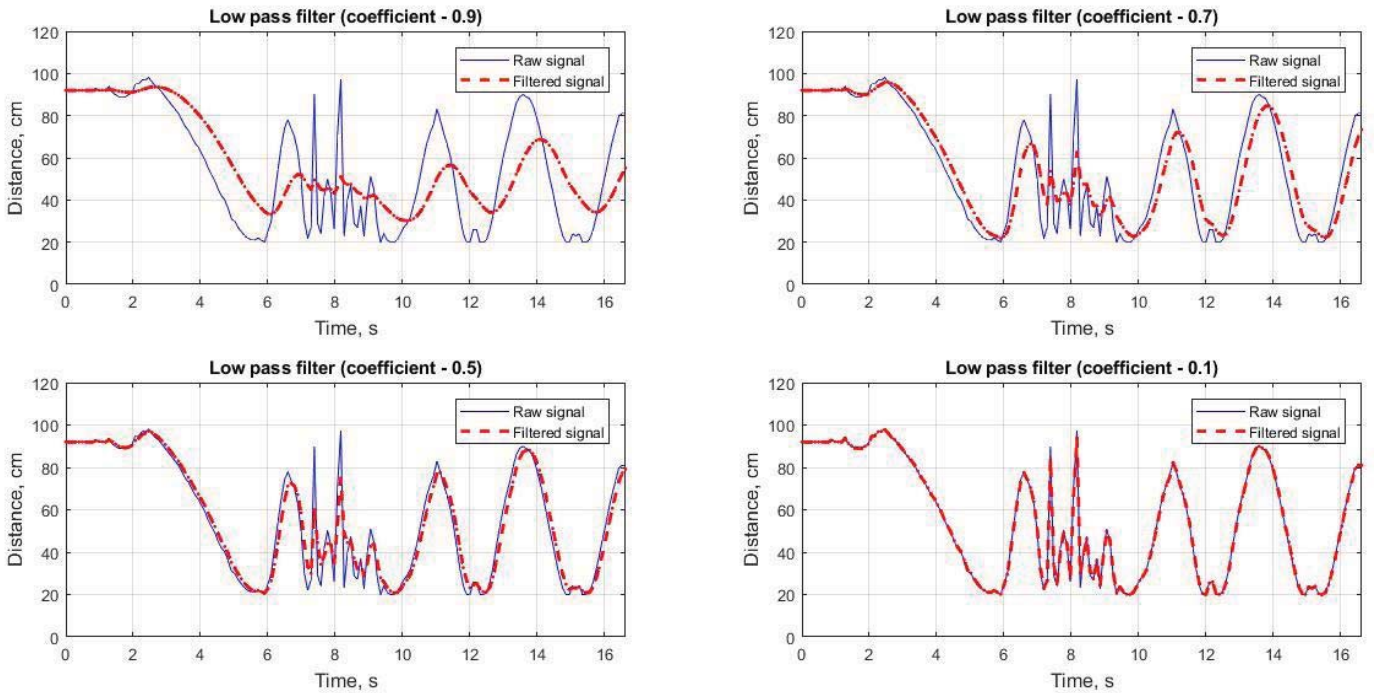 Low pass filter (coefficient - 0.9)
120
100
80
60
40
20
0
Distance, cm
Raw signal
Filtered signal
0 2 4 6 8 10 12 14 16
Time, s
Low pass filter (coefficient - 0.7)
120
100
80
60
40
20
0
Distance, cm
Raw signal
Filtered signal
0 2 4 6 8 10 12 14 16
Time, s
Low pass filter (coefficient - 0.5)
120
100
80
60
40
20
0
Distance, cm
Raw signal
Filtered signal
0 2 4 6 8 10 12 14 16
Time, s
Low pass filter (coefficient - 0.1)
120
100
80
60
40
20
0
Distance, cm
Raw signal
Filtered signal
0 2 4 6 8 10 12 14 16
Time, s